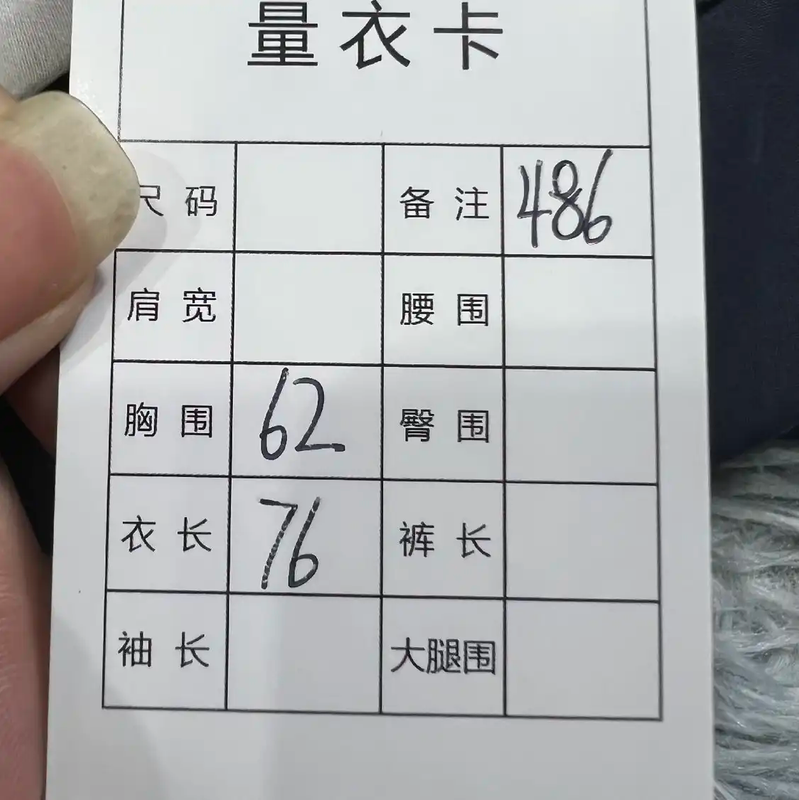 量衣卡
尺码 备注 486
肩宽 腰围
胸围 62 臀围
衣长 76 裤长
袖长 大腿围